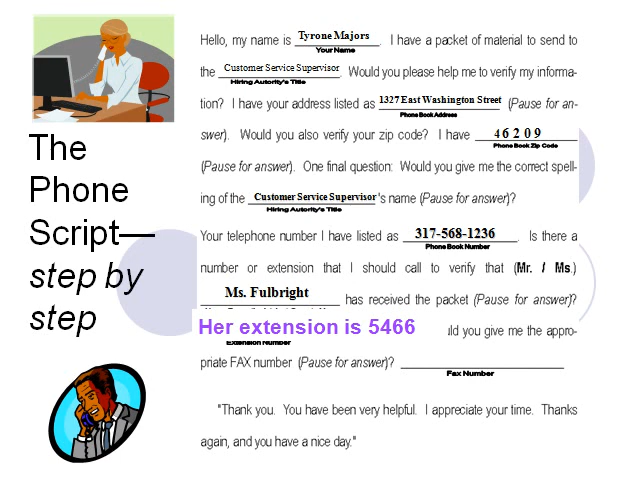 The
Phone
Script—
step by
step
Hello, my name is Tyrone Majors. I have a packet of material to send to
Your Name
the Customer Service Supervisor. Would you please help me to verify my informa-
Hiring Autority's Title
tion? I have your address listed as 1327 East Washington Street (Pause for an-
Phone Book Address
swer). Would you also verify your zip code? I have 4 6 2 0 9
Phone Book Zip Code
(Pause for answer). One final question: Would you give me the correct spell-
ing of the Customer Service Supervisor's name (Pause for answer)?
Hiring Autority's Title
Your telephone number I have listed as 317-568-1236. Is there a
Phone Book Number
number or extension that I should call to verify that (Mr. / Ms.)
Ms. Fulbright has received the packet (Pause for answer)?
Her extension is 5466 uld you give me the appro-
Extension Number
priate FAX number (Pause for answer)?
Fax Number
"Thank you. You have been very helpful. I appreciate your time. Thanks
again, and you have a nice day."